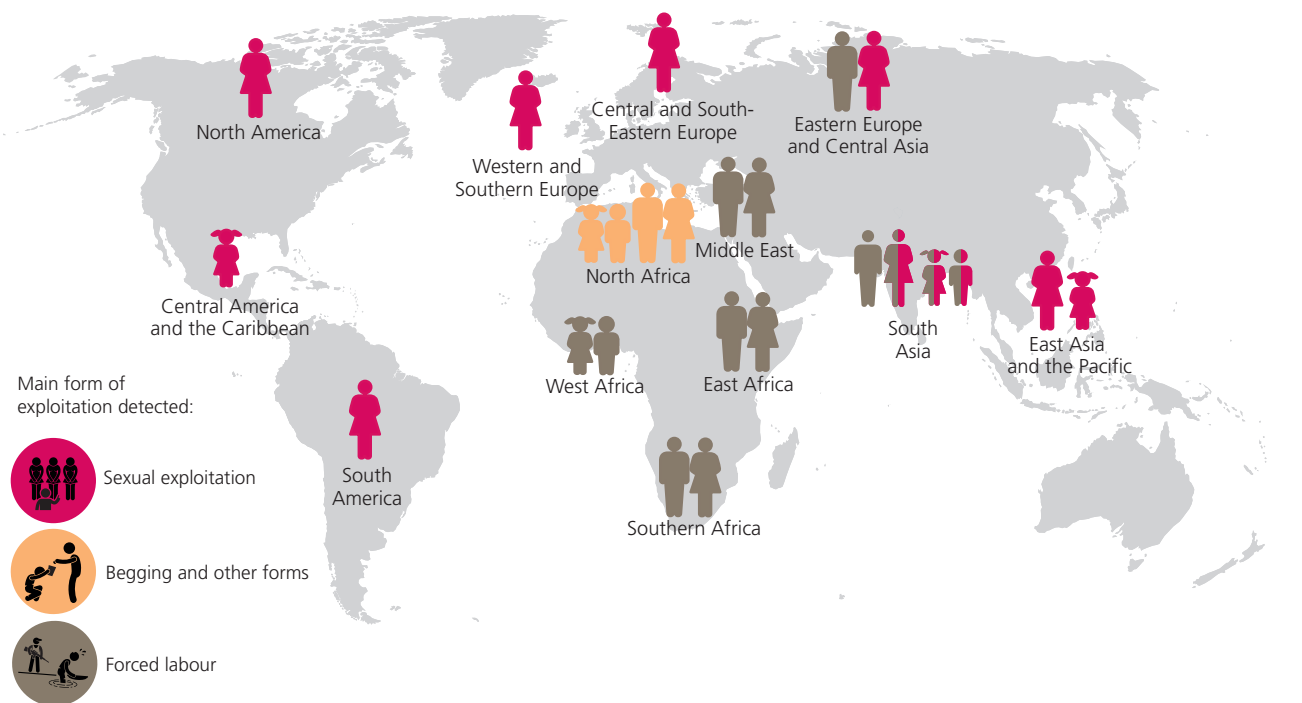 North America
Central and South-
Eastern Europe
Eastern Europe
and Central Asia
Western and
Southern Europe
Middle East
North Africa
Central America
and the Caribbean
South
Asia
East Asia
and the Pacific
West Africa
East Africa
South
America
Southern Africa
Main form of
exploitation detected:
Sexual exploitation
Begging and other forms
Forced labour